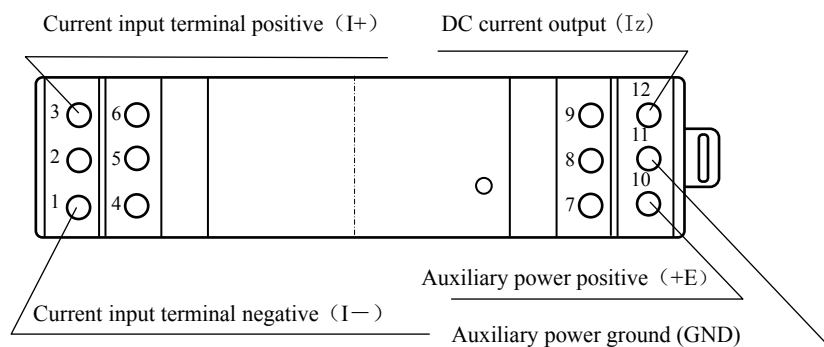 Current input terminal positive（I+）
DC current output (Iz)
3 6 9 12
2 5 8 11
1 4 7 10
Auxiliary power positive（+E）
Current input terminal negative（I－）
Auxiliary power ground (GND)